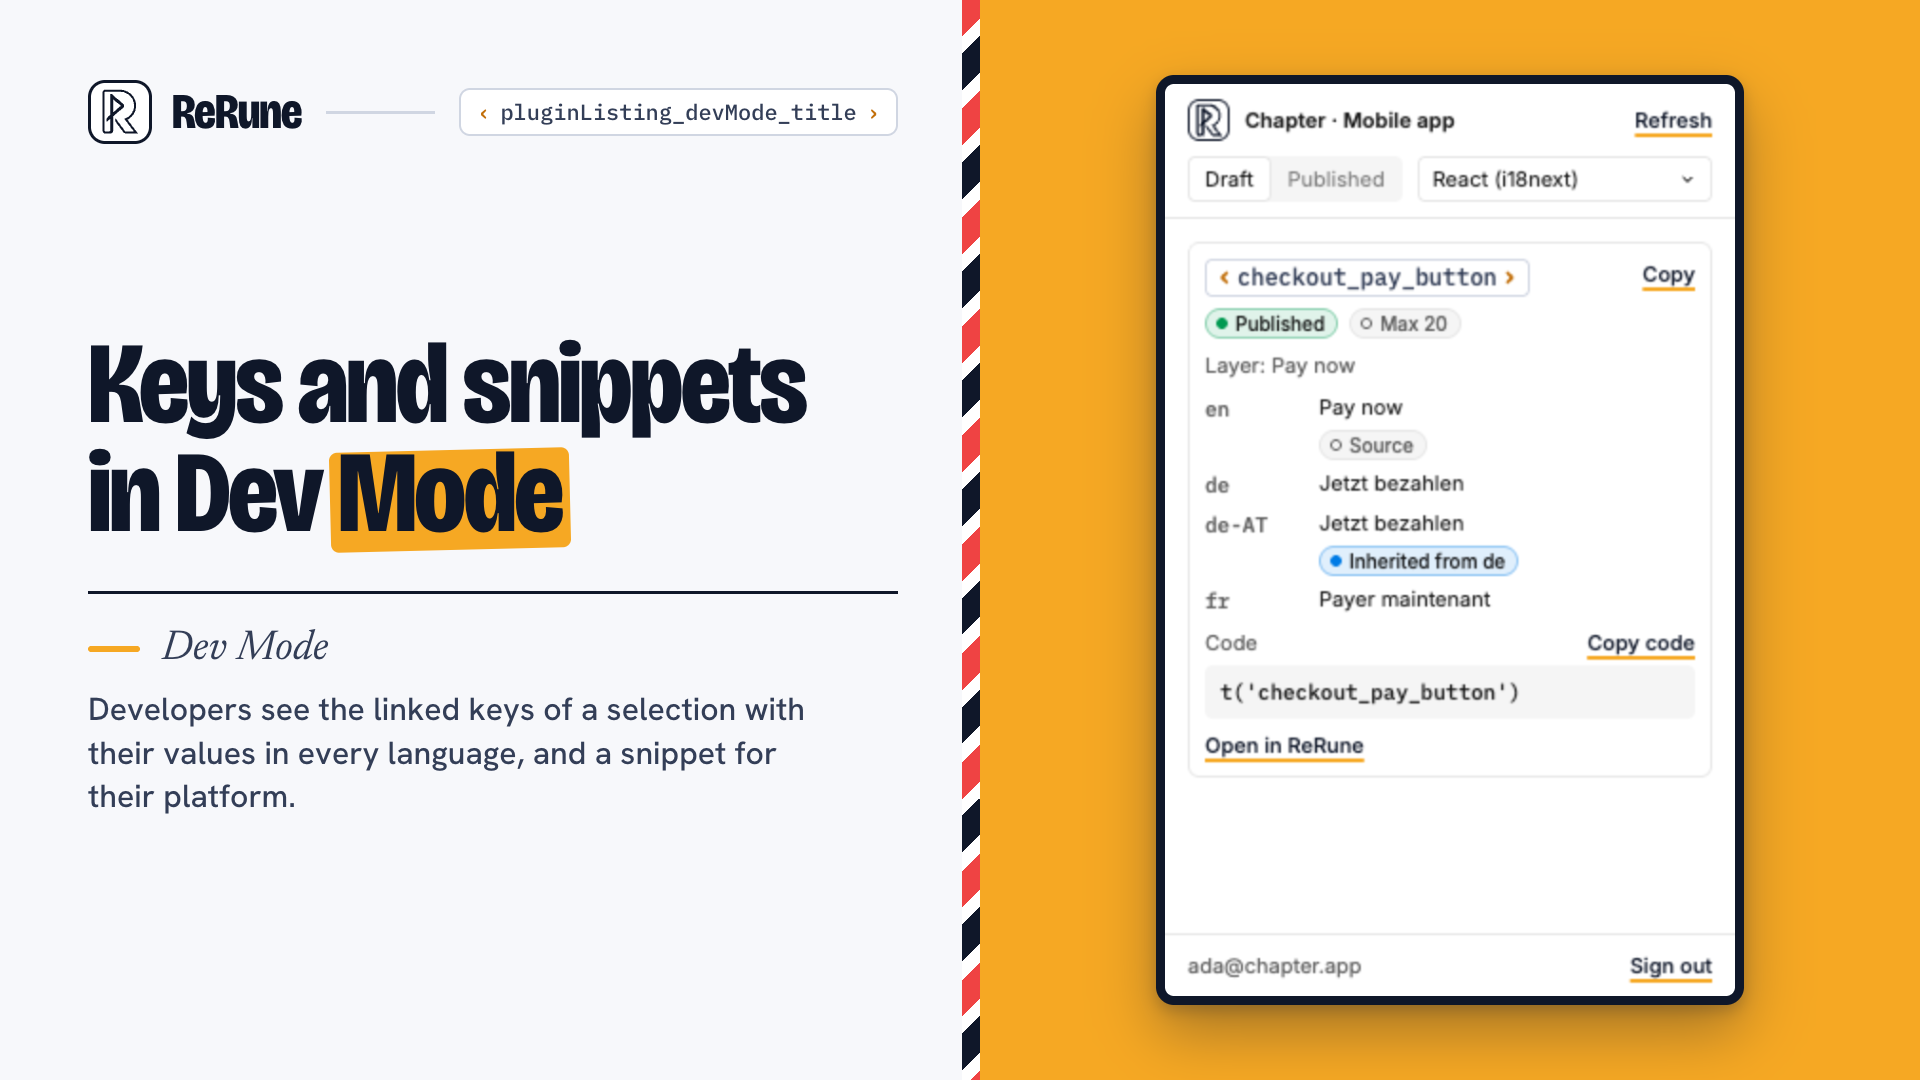 ReRune
‹ pluginListing_devMode_title ›
Keys and snippets
in Dev Mode
Dev Mode
Developers see the linked keys of a selection with
their values in every language, and a snippet for
their platform.
Chapter · Mobile app
Refresh
Draft
Published
React (i18next)
‹ checkout_pay_button ›
Copy
Published
Max 20
Layer: Pay now
en
Pay now
Source
de
Jetzt bezahlen
de-AT
Jetzt bezahlen
Inherited from de
fr
Payer maintenant
Code
Copy code
t('checkout_pay_button')
Open in ReRune
ada@chapter.app
Sign out